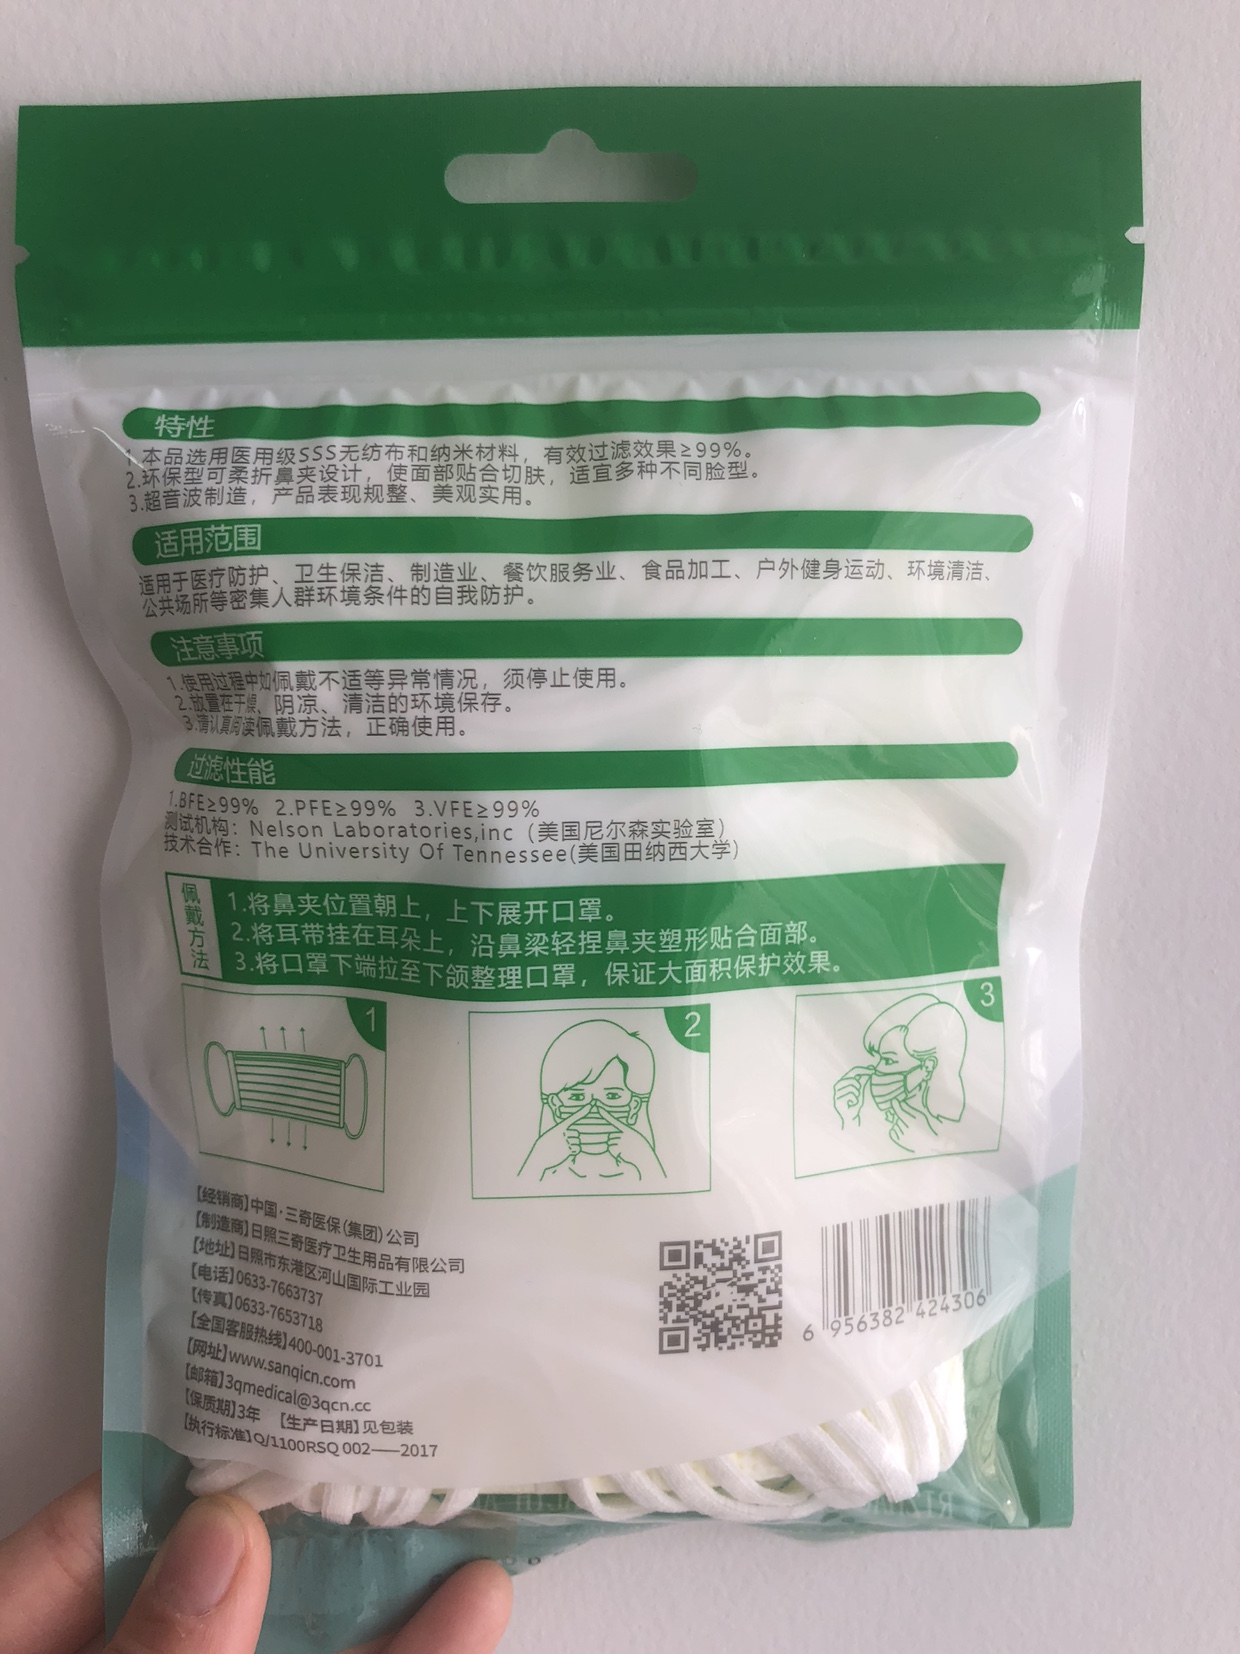 特性
1.本品选用医用级SSS无纺布和纳米材料，有效过滤效果≥99%。
2.环保型可柔折鼻夹设计，使面部贴合切肤，适宜多种不同脸型。
3.超音波制造，产品表现规整、美观实用。
适用范围
适用于医疗防护、卫生保洁、制造业、餐饮服务业、食品加工、户外健身运动、环境清洁、
公共场所等密集人群环境条件的自我防护。
注意事项
1.使用过程中如佩戴不适等异常情况，须停止使用。
2.放置在干燥、阴凉、清洁的环境保存。
3.请认真阅读佩戴方法，正确使用。
过滤性能
1.BFE≥99% 2.PFE≥99% 3.VFE≥99%
测试机构：Nelson Laboratories,inc（美国尼尔森实验室）
技术合作：The University Of Tennessee(美国田纳西大学)
佩戴方法
1.将鼻夹位置朝上，上下展开口罩。
2.将耳带挂在耳朵上，沿鼻梁轻捏鼻夹塑形贴合面部。
3.将口罩下端拉至下颌整理口罩，保证大面积保护效果。
1
2
3
【经销商】中国·三奇医保(集团)公司
【制造商】日照三奇医疗卫生用品有限公司
【地址】日照市东港区河山国际工业园
【电话】0633-7663737
【传真】0633-7653718
【全国客服热线】400-001-3701
【网址】www.sanqicn.com
【邮箱】3qmedical@3qcn.cc
【保质期】3年 【生产日期】见包装
【执行标准】Q/1100RSQ 002——2017
6 956382 424306